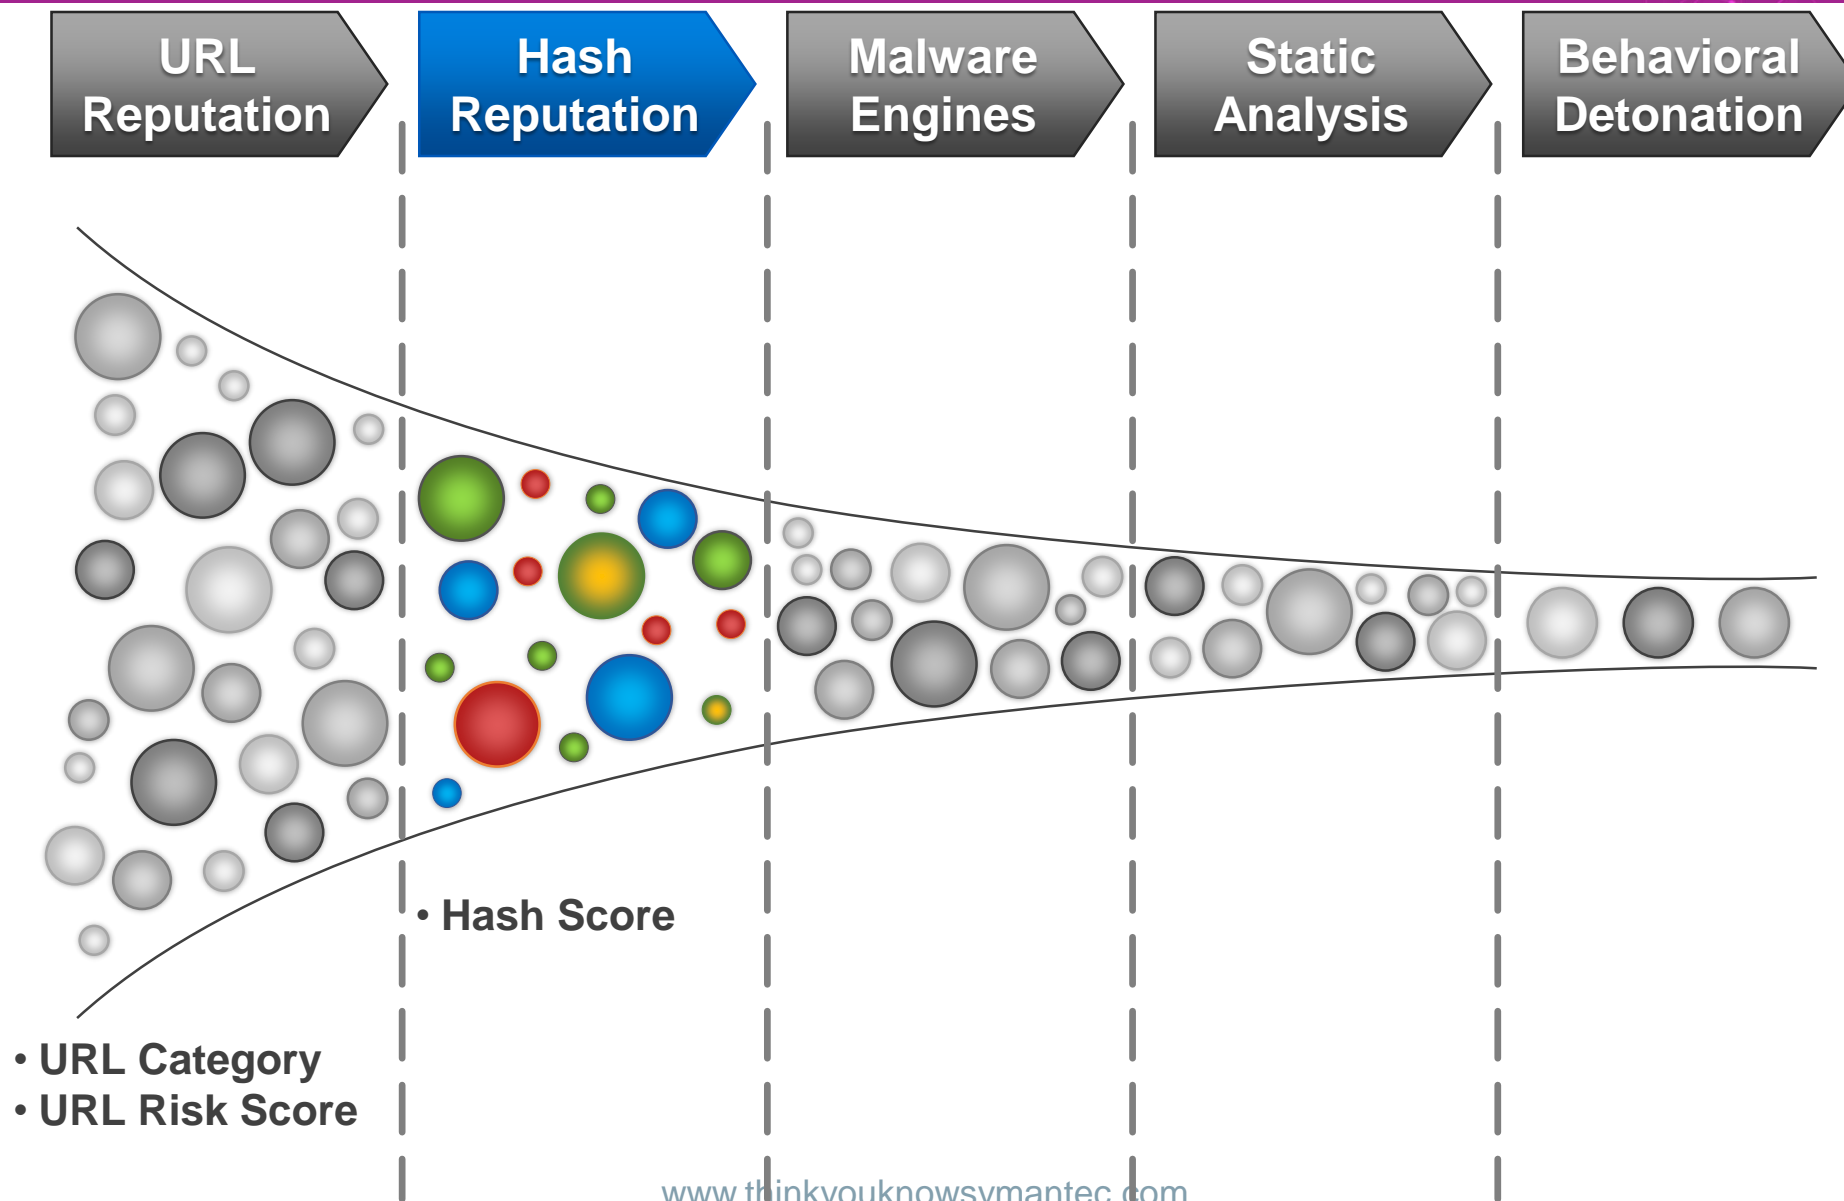 URL
Reputation
Hash
Reputation
Malware
Engines
Static
Analysis
Behavioral
Detonation
• Hash Score
• URL Category
• URL Risk Score
www.thinkyouknowsymantec.com